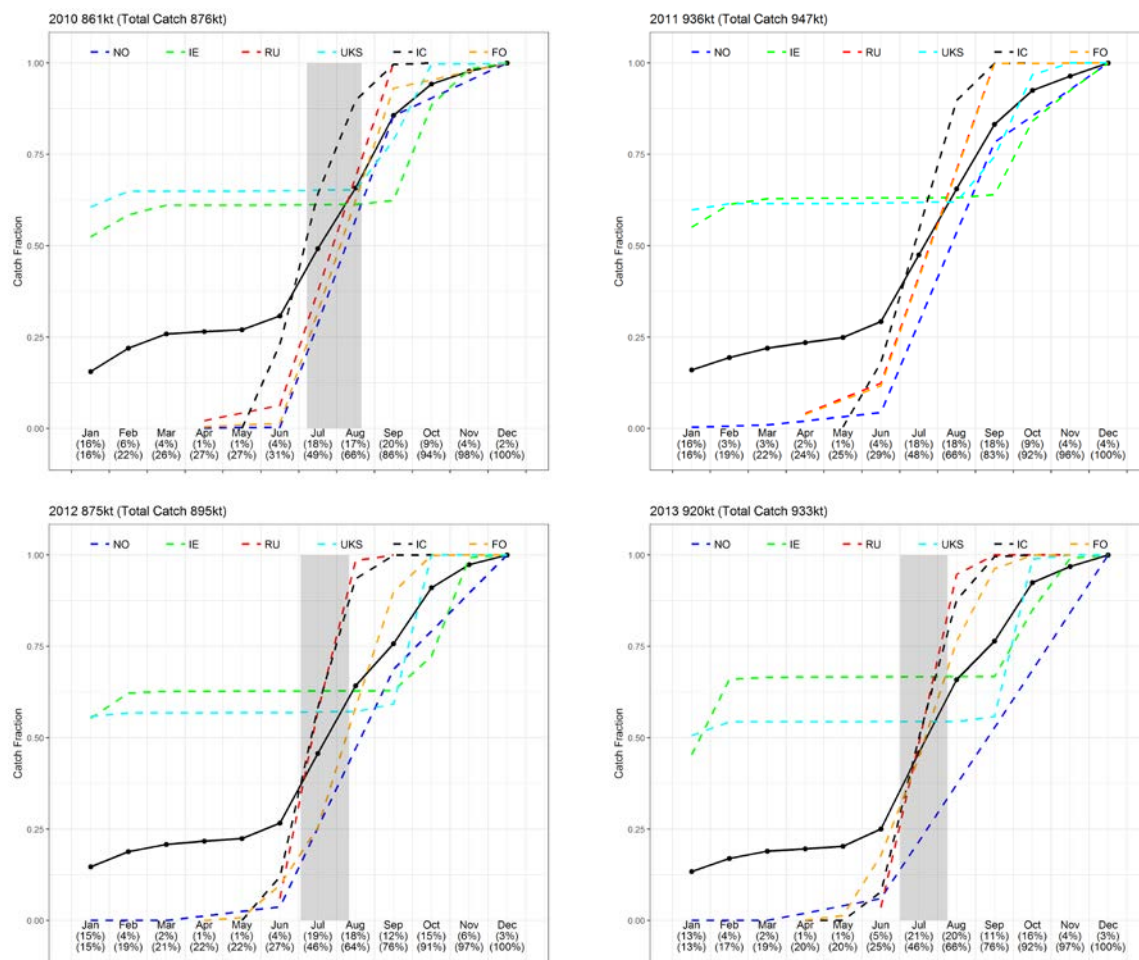 2010 861kt (Total Catch 876kt)
NO IE RU UKS IC FO
1.00
0.75
0.50
0.25
0.00
Catch Fraction
Jan Feb Mar Apr May Jun Jul Aug Sep Oct Nov Dec
(16%) (6%) (4%) (1%) (1%) (4%) (18%) (17%) (20%) (9%) (4%) (2%)
(16%) (22%) (26%) (27%) (27%) (31%) (49%) (66%) (86%) (94%) (98%) (100%)
2011 936kt (Total Catch 947kt)
NO IE RU UKS IC FO
1.00
0.75
0.50
0.25
0.00
Catch Fraction
Jan Feb Mar Apr May Jun Jul Aug Sep Oct Nov Dec
(16%) (3%) (3%) (2%) (1%) (4%) (18%) (18%) (18%) (9%) (4%) (4%)
(16%) (19%) (22%) (24%) (25%) (29%) (48%) (66%) (83%) (92%) (96%) (100%)
2012 875kt (Total Catch 895kt)
NO IE RU UKS IC FO
1.00
0.75
0.50
0.25
0.00
Catch Fraction
Jan Feb Mar Apr May Jun Jul Aug Sep Oct Nov Dec
(15%) (4%) (2%) (1%) (1%) (4%) (19%) (18%) (12%) (15%) (6%) (3%)
(15%) (19%) (21%) (22%) (22%) (27%) (46%) (64%) (76%) (91%) (97%) (100%)
2013 920kt (Total Catch 933kt)
NO IE RU UKS IC FO
1.00
0.75
0.50
0.25
0.00
Catch Fraction
Jan Feb Mar Apr May Jun Jul Aug Sep Oct Nov Dec
(13%) (4%) (2%) (1%) (1%) (5%) (21%) (20%) (11%) (16%) (4%) (3%)
(13%) (17%) (19%) (20%) (20%) (25%) (46%) (66%) (76%) (92%) (97%) (100%)